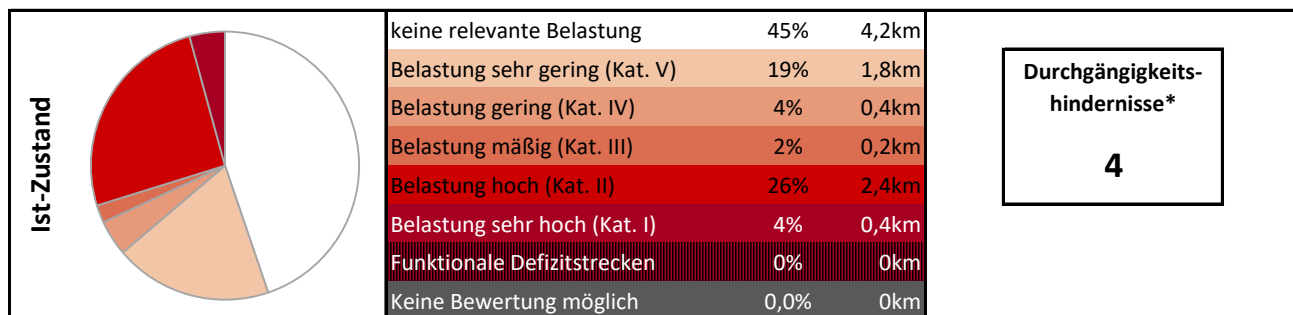 Ist-Zustand
keine relevante Belastung 45% 4,2km
Belastung sehr gering (Kat. V) 19% 1,8km
Belastung gering (Kat. IV) 4% 0,4km
Belastung mäßig (Kat. III) 2% 0,2km
Belastung hoch (Kat. II) 26% 2,4km
Belastung sehr hoch (Kat. I) 4% 0,4km
Funktionale Defizitstrecken 0% 0km
Keine Bewertung möglich 0,0% 0km
Durchgängigkeits-
hindernisse*
4